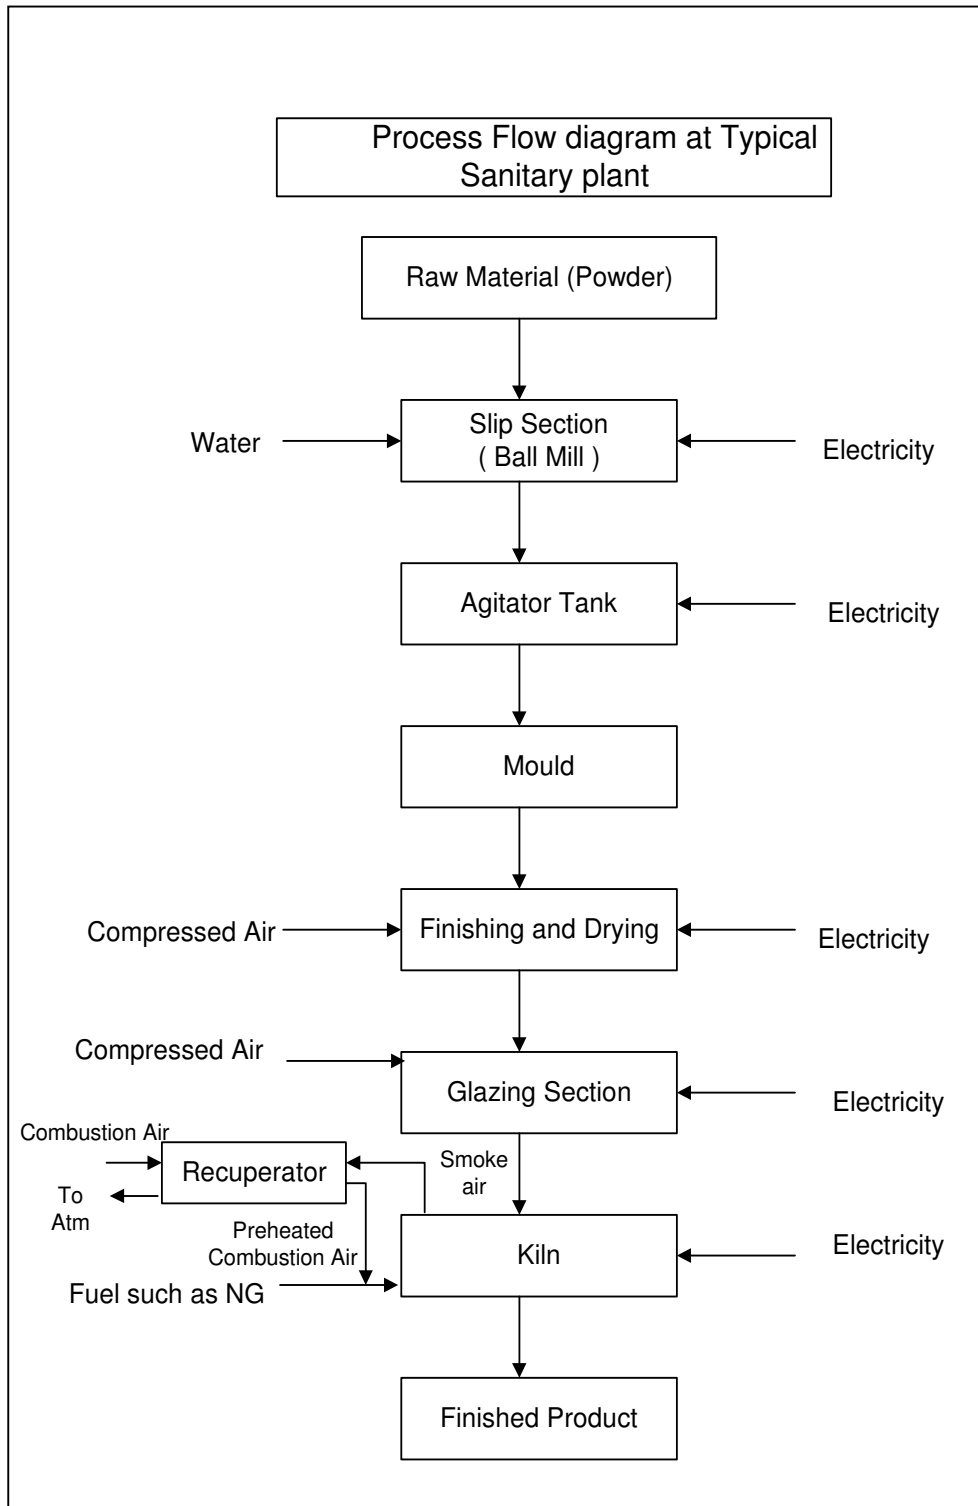 Process Flow diagram at Typical
Sanitary plant
Raw Material (Powder)
Water
Slip Section
( Ball Mill )
Electricity
Agitator Tank
Electricity
Mould
Compressed Air
Finishing and Drying
Electricity
Compressed Air
Glazing Section
Electricity
Combustion Air
Recuperator
Smoke
air
To
Atm
Preheated
Combustion Air
Kiln
Electricity
Fuel such as NG
Finished Product